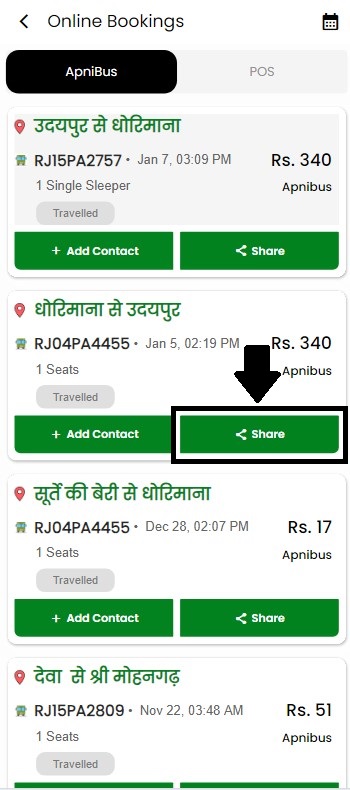 Online Bookings
ApniBus POS
उदयपुर से धोरिमाना
RJ15PA2757 • Jan 7, 03:09 PM Rs. 340
1 Single Sleeper Apnibus
Travelled
+ Add Contact Share
धोरिमाना से उदयपुर
RJ04PA4455 • Jan 5, 02:19 PM Rs. 340
1 Seats Apnibus
Travelled
+ Add Contact Share
सूर्ते की बेरी से धोरिमाना
RJ04PA4455 • Dec 28, 02:07 PM Rs. 17
1 Seats Apnibus
Travelled
+ Add Contact Share
देवा से श्री मोहनगढ़
RJ15PA2809 • Nov 22, 03:48 AM Rs. 51
1 Seats Apnibus
Travelled